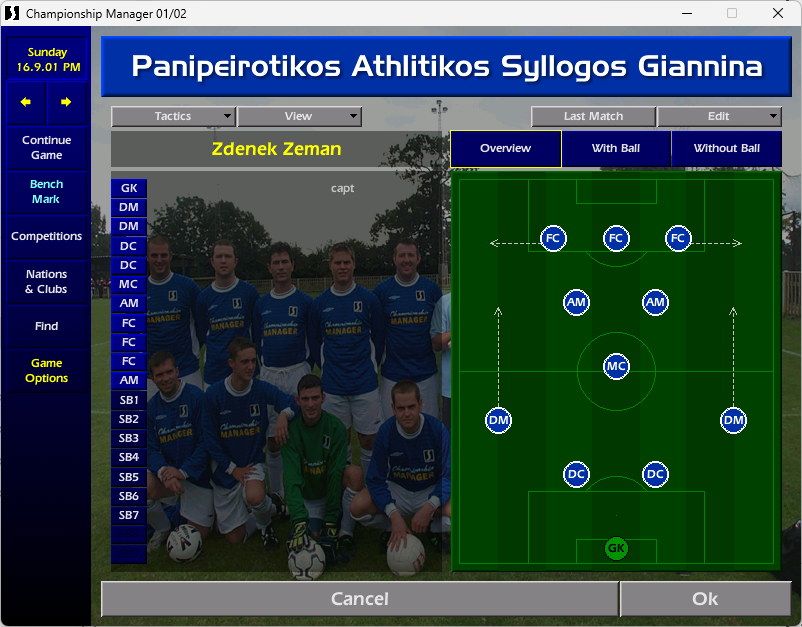 Championship Manager 01/02
Sunday
16.9.01 PM
Continue
Game
Bench
Mark
Competitions
Nations
& Clubs
Find
Game
Options
Panipeirotikos Athlitikos Syllogos Giannina
Tactics
View
Last Match
Edit
Zdenek Zeman
Overview
With Ball
Without Ball
GK
capt
DM
DM
DC
DC
MC
AM
FC
FC
FC
AM
SB1
SB2
SB3
SB4
SB5
SB6
SB7
FC
FC
FC
AM
AM
MC
DM
DM
DC
DC
GK
Cancel
Ok